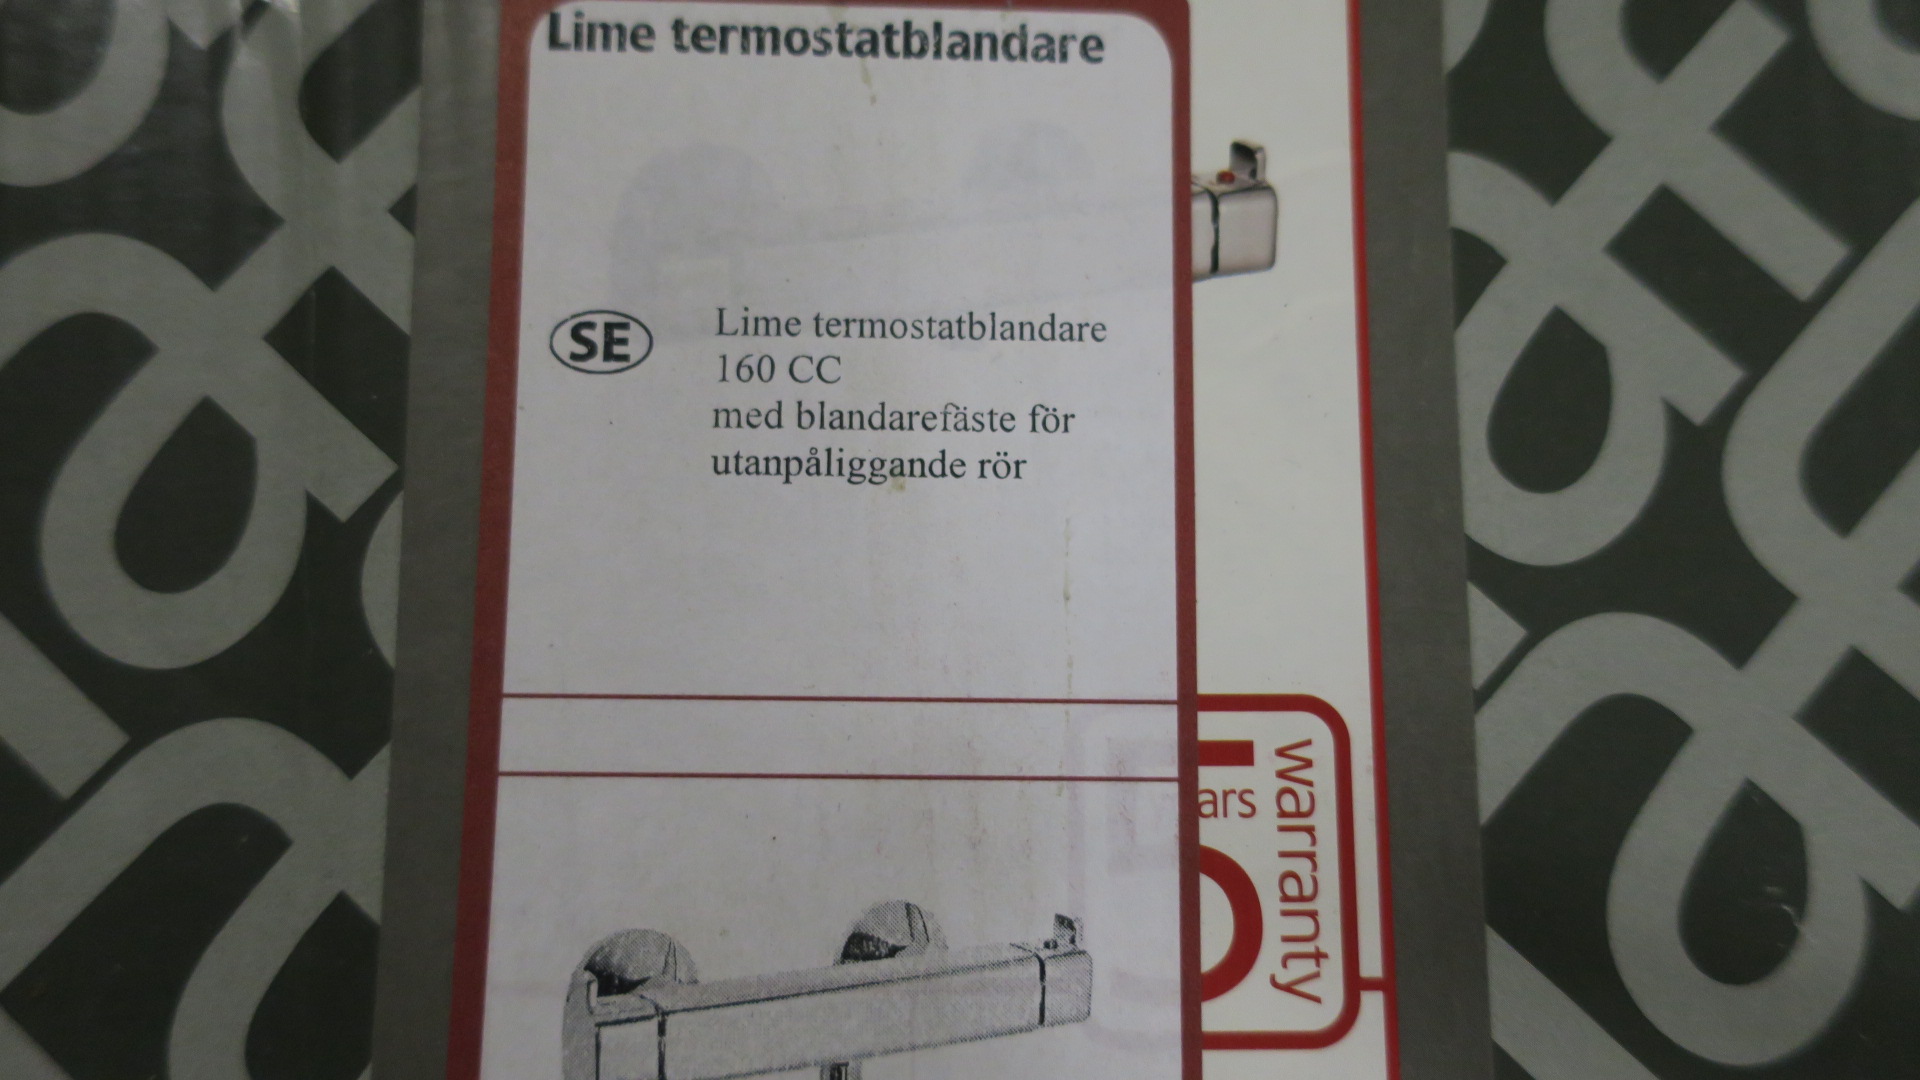 Lime termostatblandare
SE
Lime termostatblandare
160 CC
med blandarefäste för
utanpåliggande rör
ars
warranty